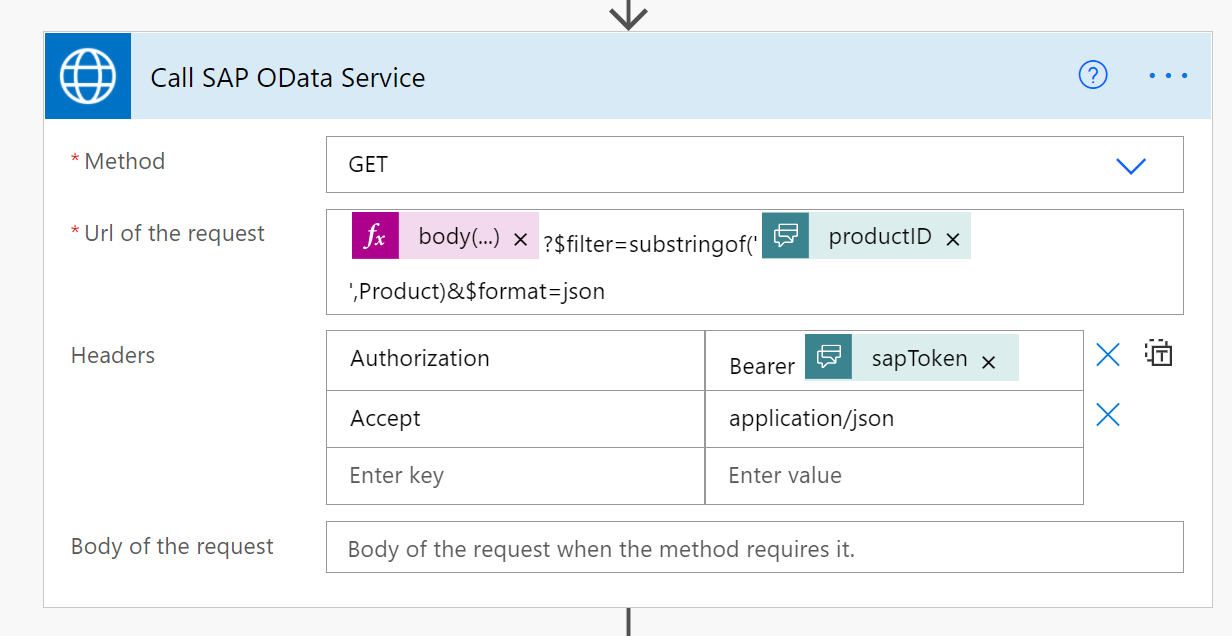 Call SAP OData Service
?
* Method
GET
* Url of the request
fx body(...) × ?$filter=substringof(' productID ×
',Product)&$format=json
Headers
Authorization
Bearer sapToken ×
T
Accept
application/json
Enter key
Enter value
Body of the request
Body of the request when the method requires it.